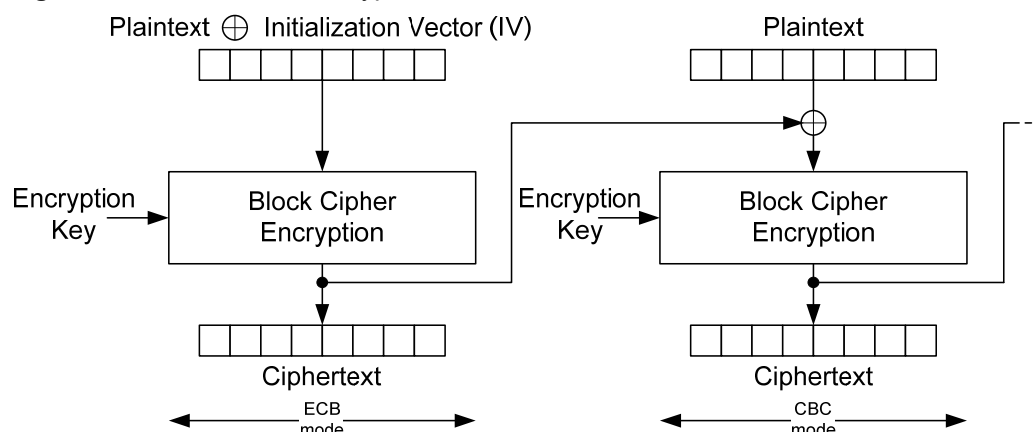 Plaintext ⊕ Initialization Vector (IV)
Plaintext
Encryption
Key
Block Cipher
Encryption
Encryption
Key
Block Cipher
Encryption
Ciphertext
Ciphertext
ECB
mode
CBC
mode